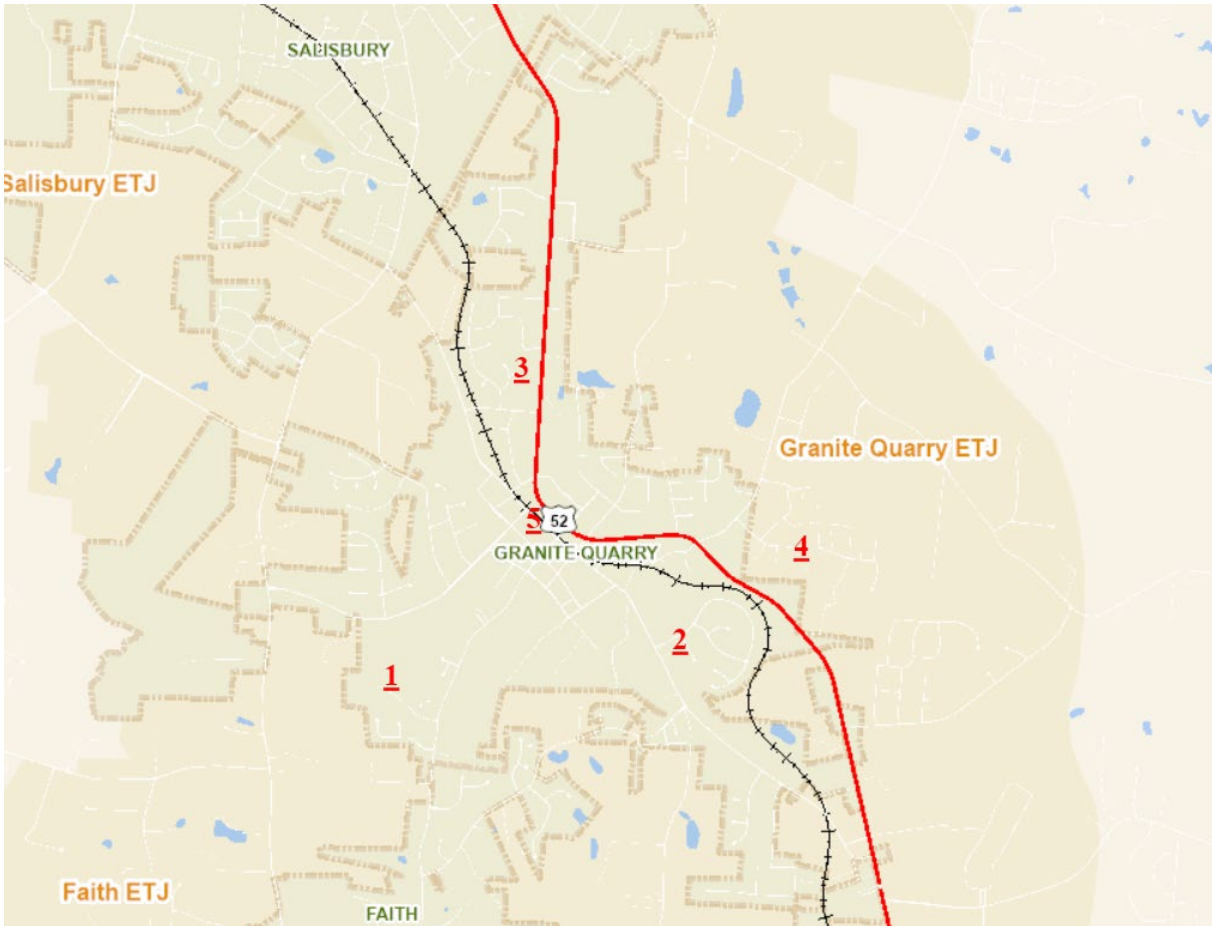 SALISBURY
Salisbury ETJ
3
Granite Quarry ETJ
5
52
GRANITE QUARRY
4
2
1
Faith ETJ
FAITH